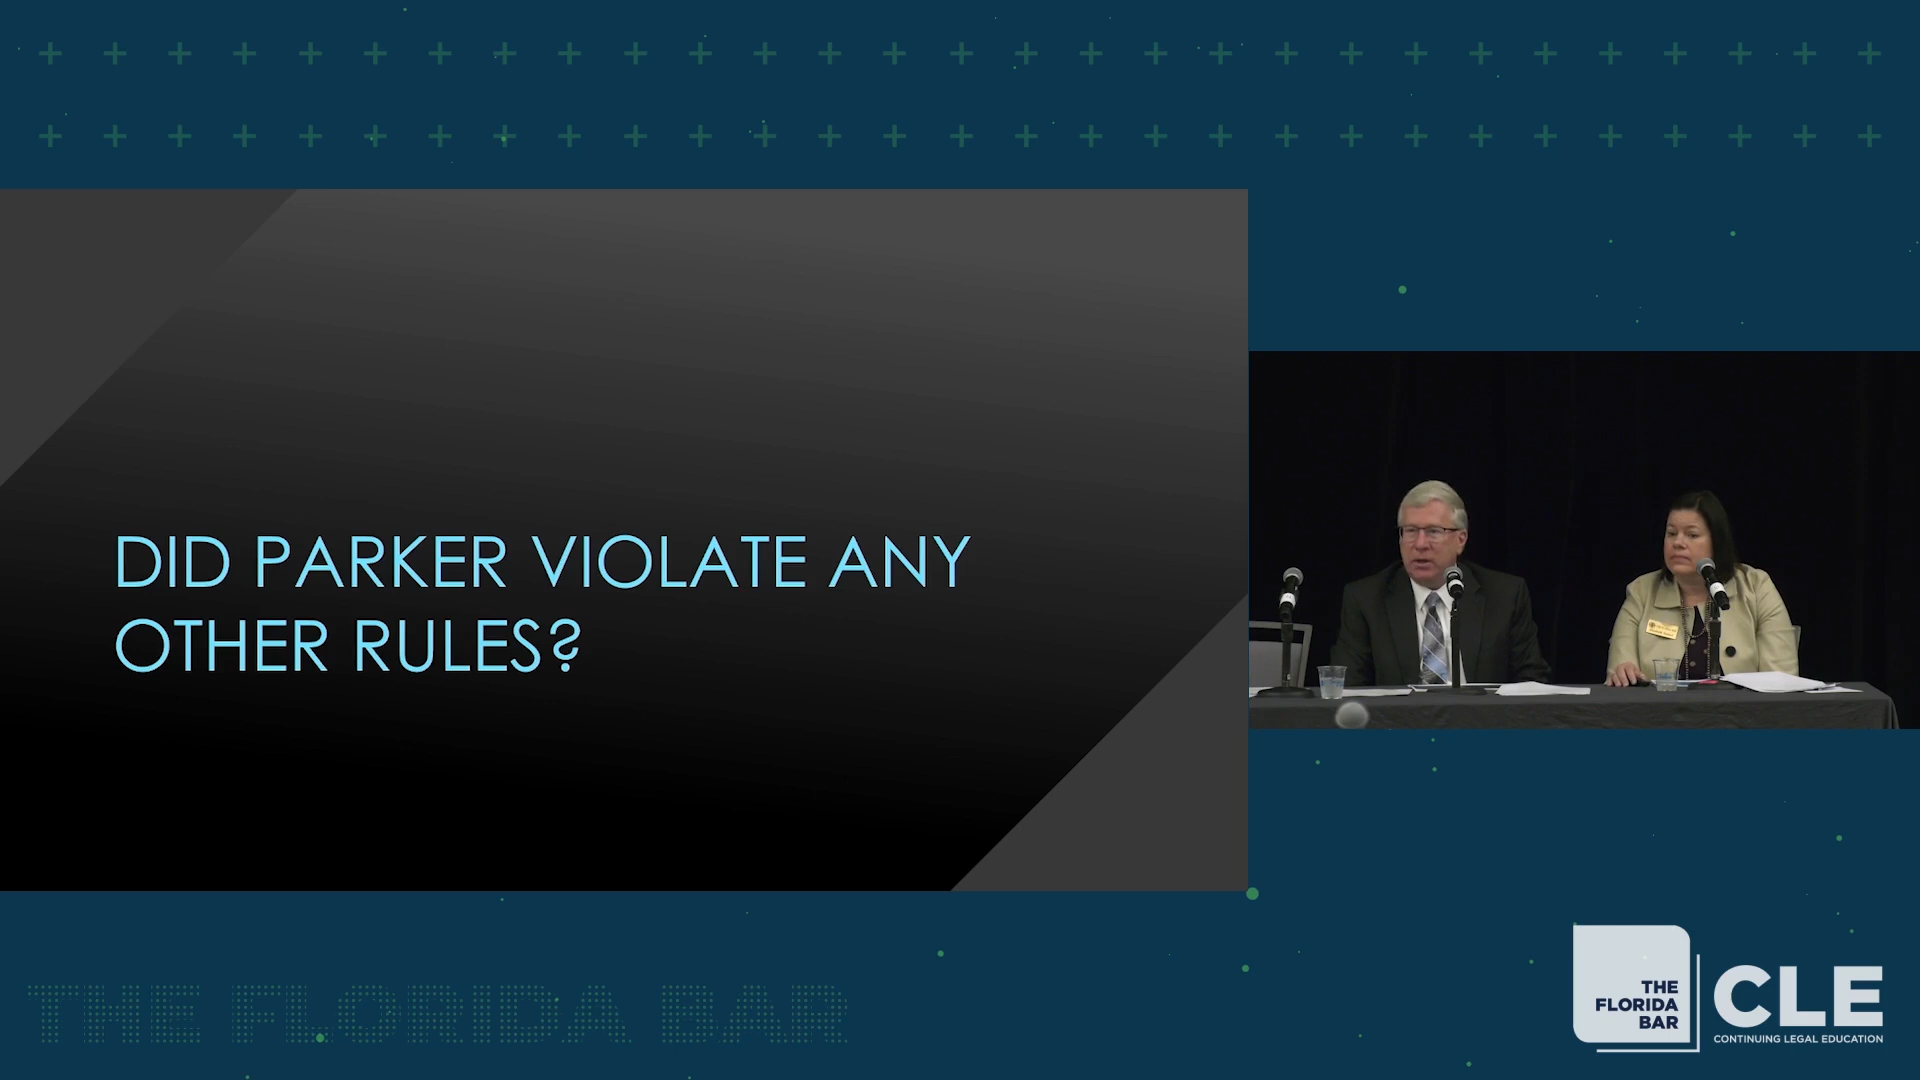 DID PARKER VIOLATE ANY
OTHER RULES?
THE FLORIDA BAR
THE
FLORIDA
BAR
CLE
CONTINUING LEGAL EDUCATION